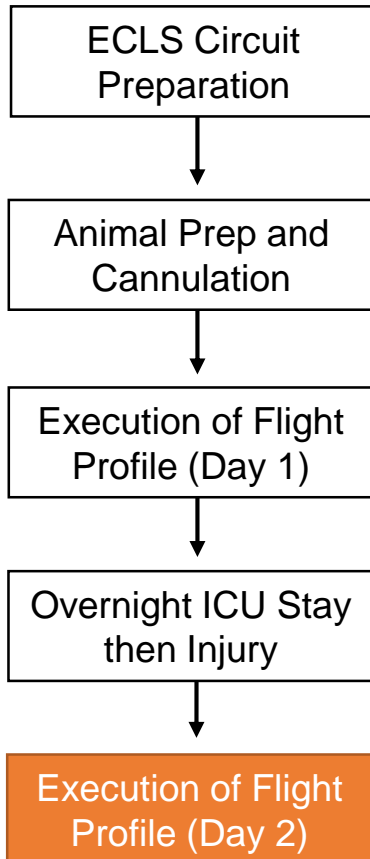 ECLS Circuit
Preparation
Animal Prep and
Cannulation
Execution of Flight
Profile (Day 1)
Overnight ICU Stay
then Injury
Execution of Flight
Profile (Day 2)